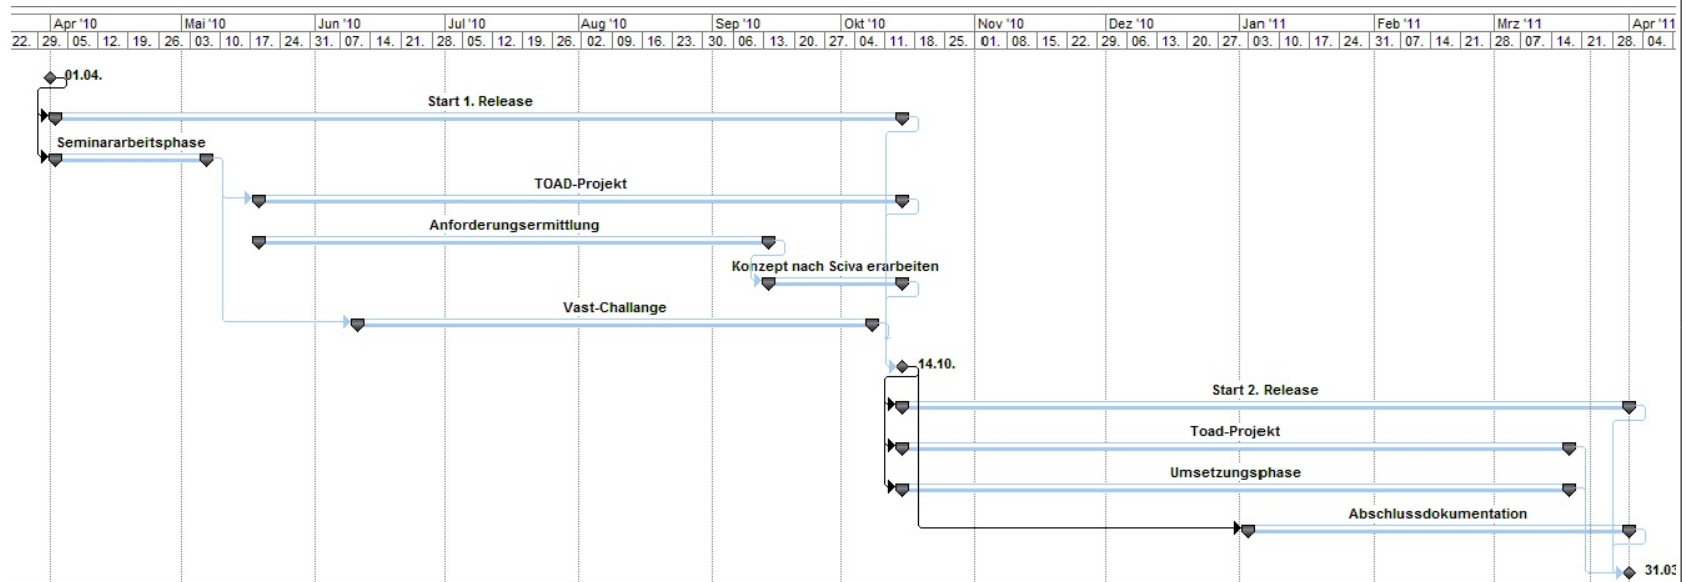 Apr '10 Mai '10 Jun '10 Jul '10 Aug '10 Sep '10 Okt '10 Nov '10 Dez '10 Jan '11 Feb '11 Mrz '11 Apr '11
22. 29. 05. 12. 19. 26. 03. 10. 17. 24. 31. 07. 14. 21. 28. 05. 12. 19. 26. 02. 09. 16. 23. 30. 06. 13. 20. 27. 04. 11. 18. 25. 01. 08. 15. 22. 29. 06. 13. 20. 27. 03. 10. 17. 24. 31. 07. 14. 21. 28. 07. 14. 21. 28. 04.
01.04.
Start 1. Release
Seminararbeitsphase
TOAD-Projekt
Anforderungsermittlung
Konzept nach Sciva erarbeiten
Vast-Challange
14.10.
Start 2. Release
Toad-Projekt
Umsetzungsphase
Abschlussdokumentation
31.03